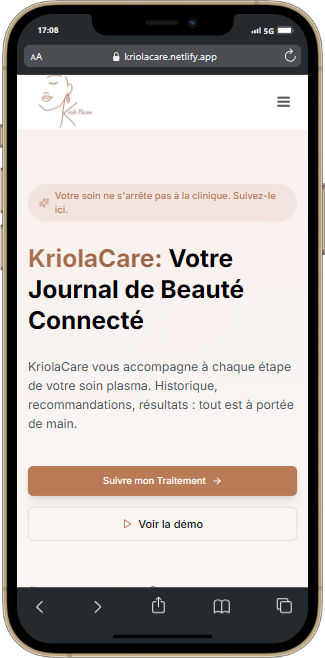 17:08
5G
AA kriolacare.netlify.app
Kriole Plasma
Votre soin ne s'arrête pas à la clinique. Suivez-le
ici.
KriolaCare: Votre
Journal de Beauté
Connecté
KriolaCare vous accompagne à chaque étape
de votre soin plasma. Historique,
recommandations, résultats : tout est à portée
de main.
Suivre mon Traitement →
Voir la démo